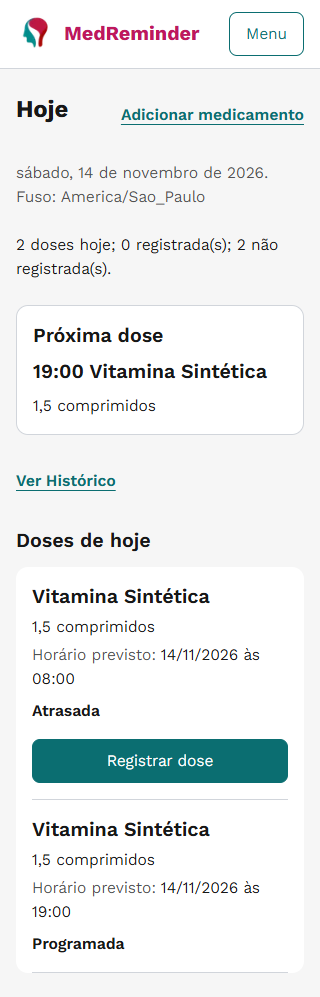 MedReminder
Menu
Hoje
Adicionar medicamento
sábado, 14 de novembro de 2026.
Fuso: America/Sao_Paulo
2 doses hoje; 0 registrada(s); 2 não
registrada(s).
Próxima dose
19:00 Vitamina Sintética
1,5 comprimidos
Ver Histórico
Doses de hoje
Vitamina Sintética
1,5 comprimidos
Horário previsto: 14/11/2026 às
08:00
Atrasada
Registrar dose
Vitamina Sintética
1,5 comprimidos
Horário previsto: 14/11/2026 às
19:00
Programada